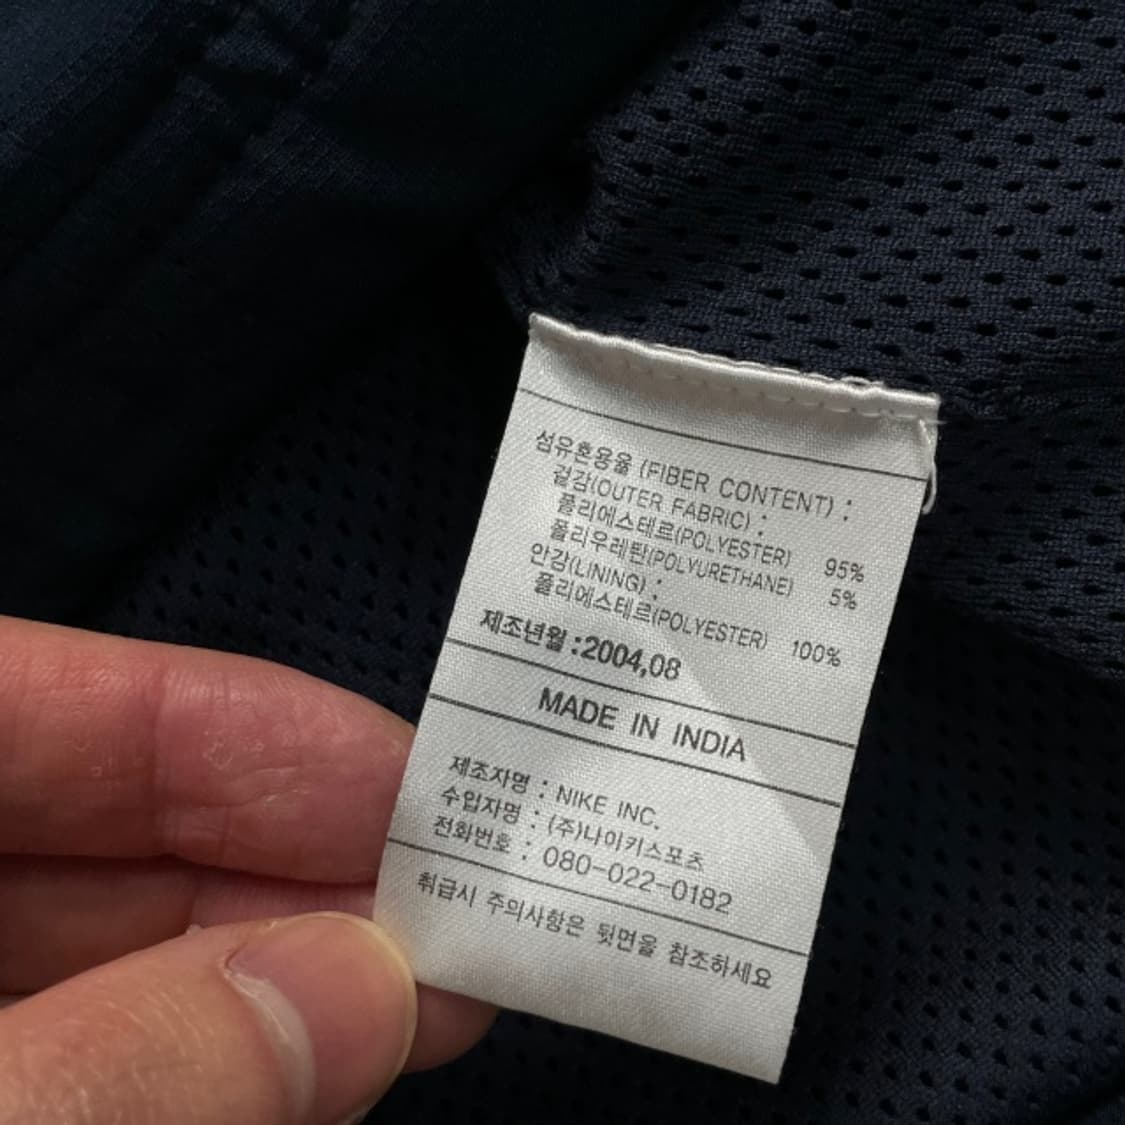 섬유혼용율 (FIBER CONTENT) :
겉감(OUTER FABRIC) :
폴리에스테르(POLYESTER) 95%
폴리우레탄(POLYURETHANE) 5%
안감(LINING) :
폴리에스테르(POLYESTER) 100%
제조년월 : 2004,08
MADE IN INDIA
제조자명 : NIKE INC.
수입자명 : (주)나이키스포츠
전화번호 : 080-022-0182
취급시 주의사항은 뒷면을 참조하세요